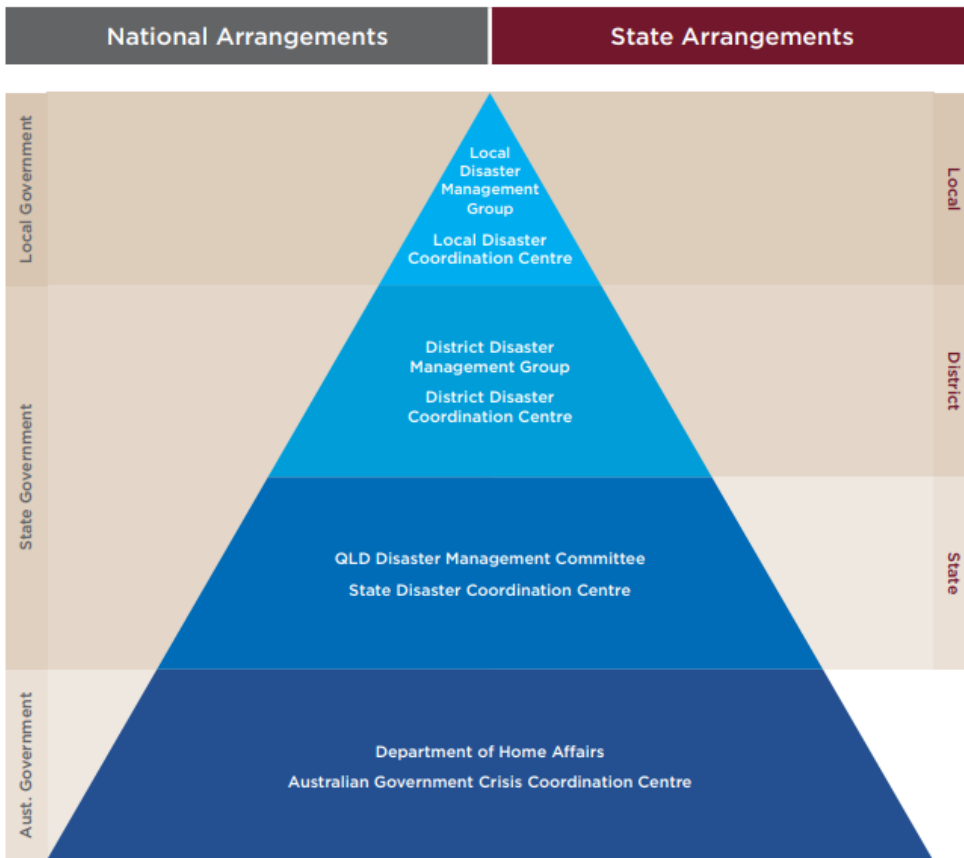 National Arrangements
State Arrangements
Local Government
Local
Disaster
Management
Group
Local Disaster
Coordination Centre
Local
State Government
District Disaster
Management Group
District Disaster
Coordination Centre
District
QLD Disaster Management Committee
State Disaster Coordination Centre
State
Aust. Government
Department of Home Affairs
Australian Government Crisis Coordination Centre